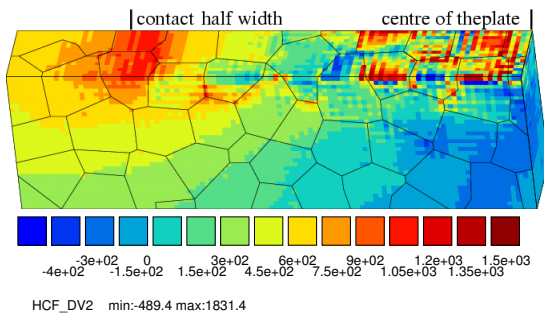 contact half width
centre of theplate
-3e+02 0 3e+02 6e+02 9e+02 1.2e+03 1.5e+03
-4e+02 -1.5e+02 1.5e+02 4.5e+02 7.5e+02 1.05e+03 1.35e+03
HCF_DV2 min:-489.4 max:1831.4